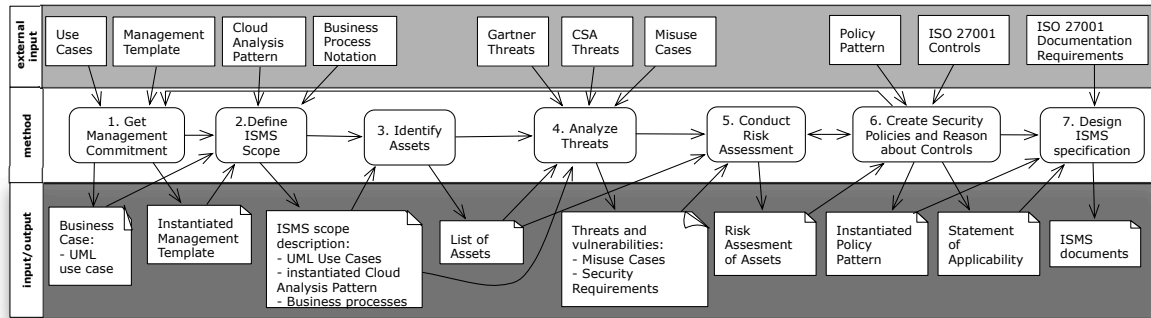 external
input
Use
Cases
Management
Template
Cloud
Analysis
Pattern
Business
Process
Notation
Gartner
Threats
CSA
Threats
Misuse
Cases
Policy
Pattern
ISO 27001
Controls
ISO 27001
Documentation
Requirements
method
1. Get
Management
Commitment
2.Define
ISMS
Scope
3. Identify
Assets
4. Analyze
Threats
5. Conduct
Risk
Assessment
6. Create Security
Policies and Reason
about Controls
7. Design
ISMS
specification
input/output
Business
Case:
- UML
use case
Instantiated
Management
Template
ISMS scope
description:
- UML Use Cases
- instantiated Cloud
Analysis Pattern
- Business processes
List of
Assets
Threats and
vulnerabilities:
- Misuse Cases
- Security
Requirements
Risk
Assesment
of Assets
Instantiated
Policy
Pattern
Statement
of
Applicability
ISMS
documents